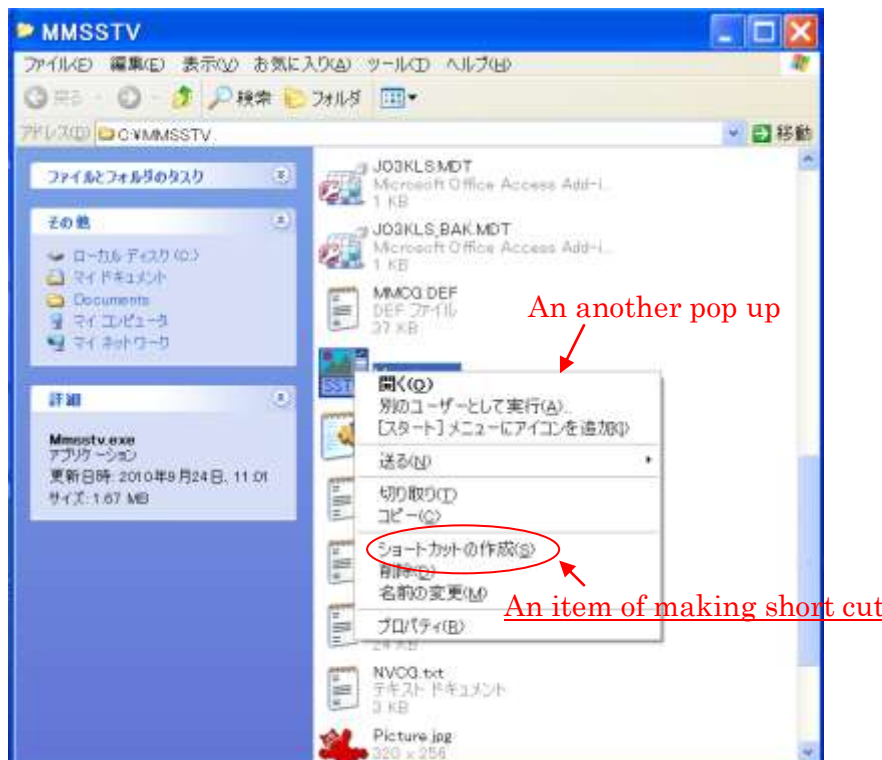 MMSSTV
ファイル(F) 編集(E) 表示(V) お気に入り(A) ツール(T) ヘルプ(H)
戻る 検索 フォルダ
アドレス(D) C:¥MMSSTV 移動
ファイルとフォルダのタスク
その他
ローカル ディスク (C:)
マイ ドキュメント
Documents
マイ コンピュータ
マイ ネットワーク
詳細
Mmsstv.exe
アプリケーション
更新日時: 2010年9月24日、11:01
サイズ: 1.67 MB
JO3KLS.MDT
Microsoft Office Access Add-i...
1 KB
JO3KLS_BAK.MDT
Microsoft Office Access Add-i...
1 KB
MMCG.DEF
DEF ファイル
37 KB
An another pop up
SST
開く(O)
別のユーザーとして実行(A)...
[スタート] メニューにアイコンを追加(I)
送る(N)
切り取り(T)
コピー(C)
ショートカットの作成(S)
削除(D)
名前の変更(M)
An item of making short cut
プロパティ(R)
24 KB
NVCG.txt
テキスト ドキュメント
3 KB
Picture.jpg
320 x 256